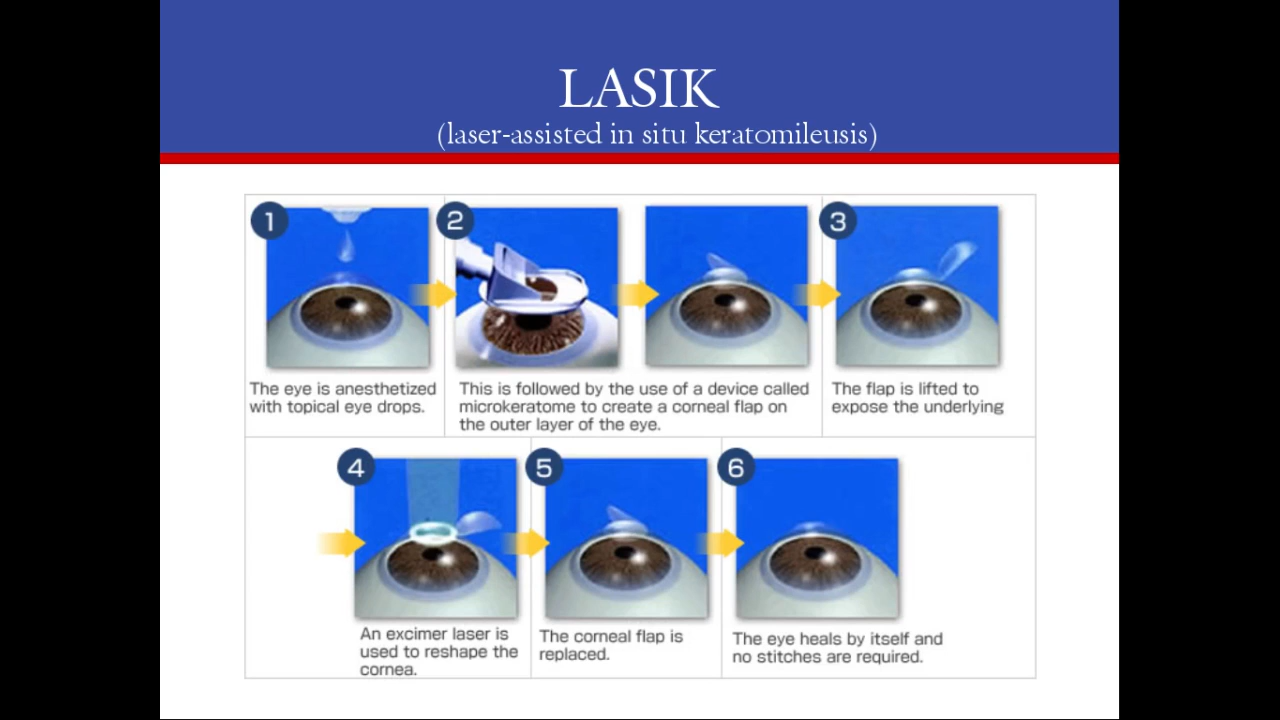 LASIK
(laser-assisted in situ keratomileusis)
1
The eye is anesthetized
with topical eye drops.
2
This is followed by the use of a device called
microkeratome to create a corneal flap on
the outer layer of the eye.
3
The flap is lifted to
expose the underlying
4
An excimer laser is
used to reshape the
cornea.
5
The corneal flap is
replaced.
6
The eye heals by itself and
no stitches are required.